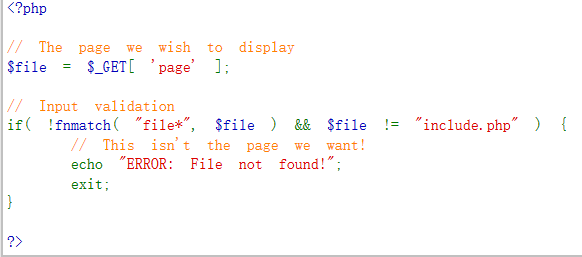 <?php
// The page we wish to display
$file = $_GET[ 'page' ];
// Input validation
if( !fnmatch( "file*", $file ) && $file != "include.php" ) {
// This isn't the page we want!
echo "ERROR: File not found!";
exit;
}
?>